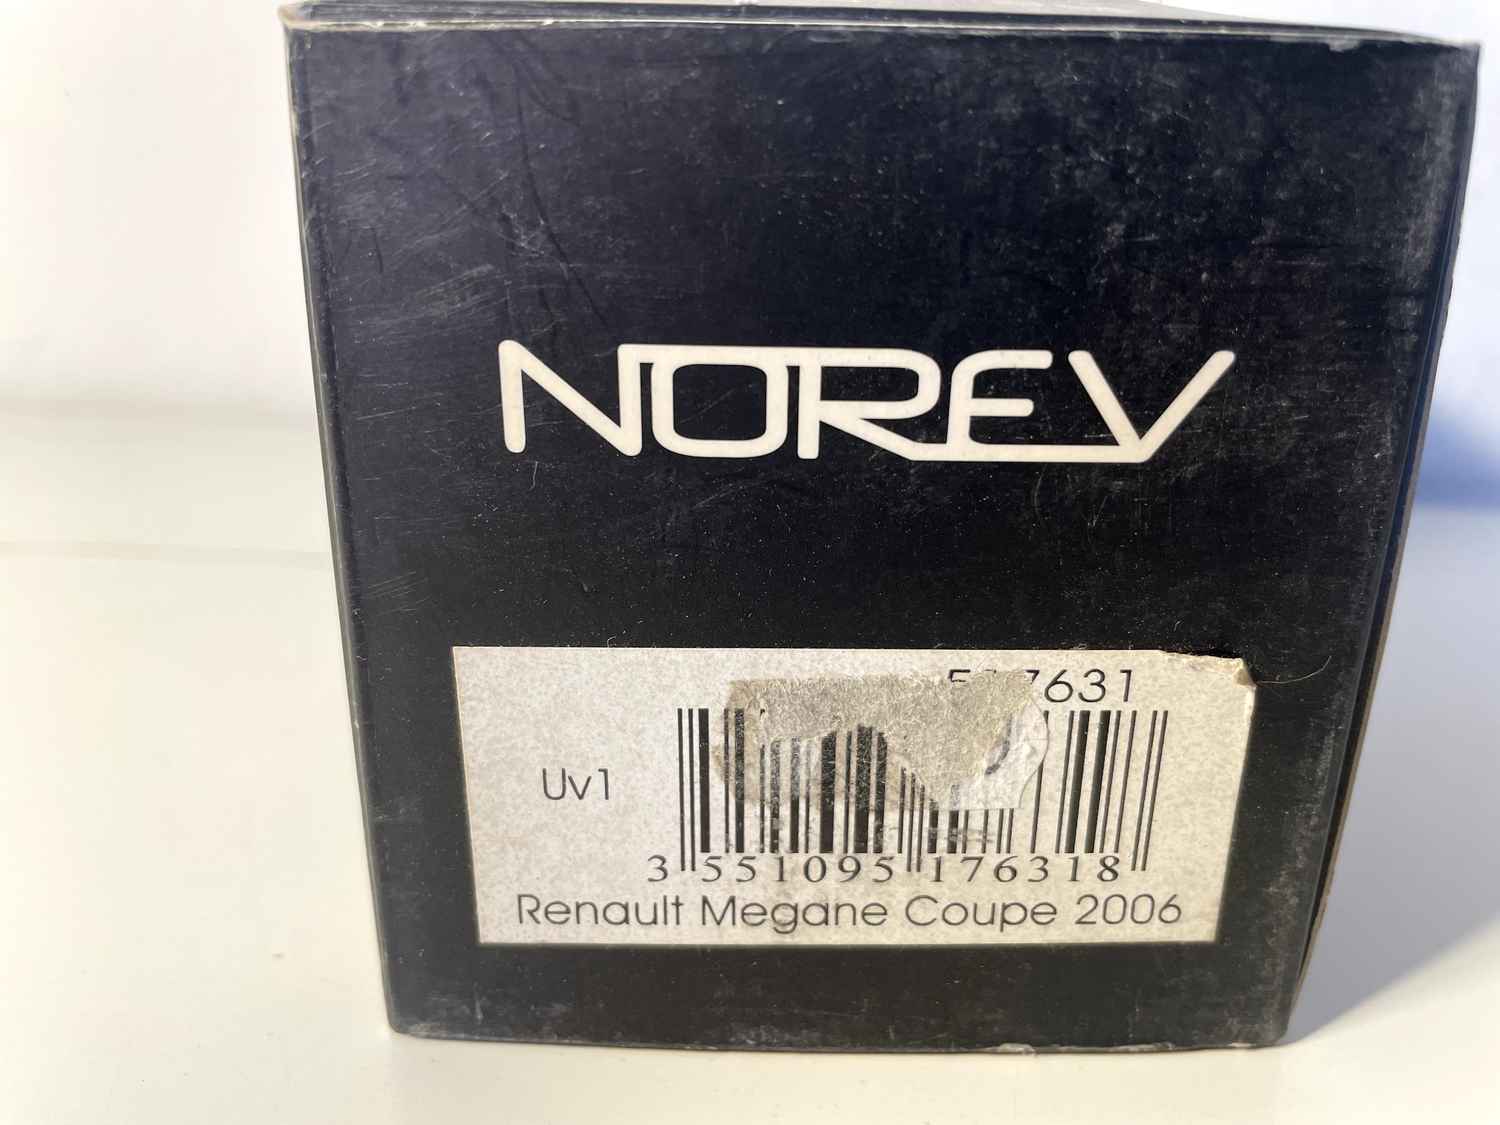 NOREV
Uv1
3 551095 176318
Renault Megane Coupe 2006